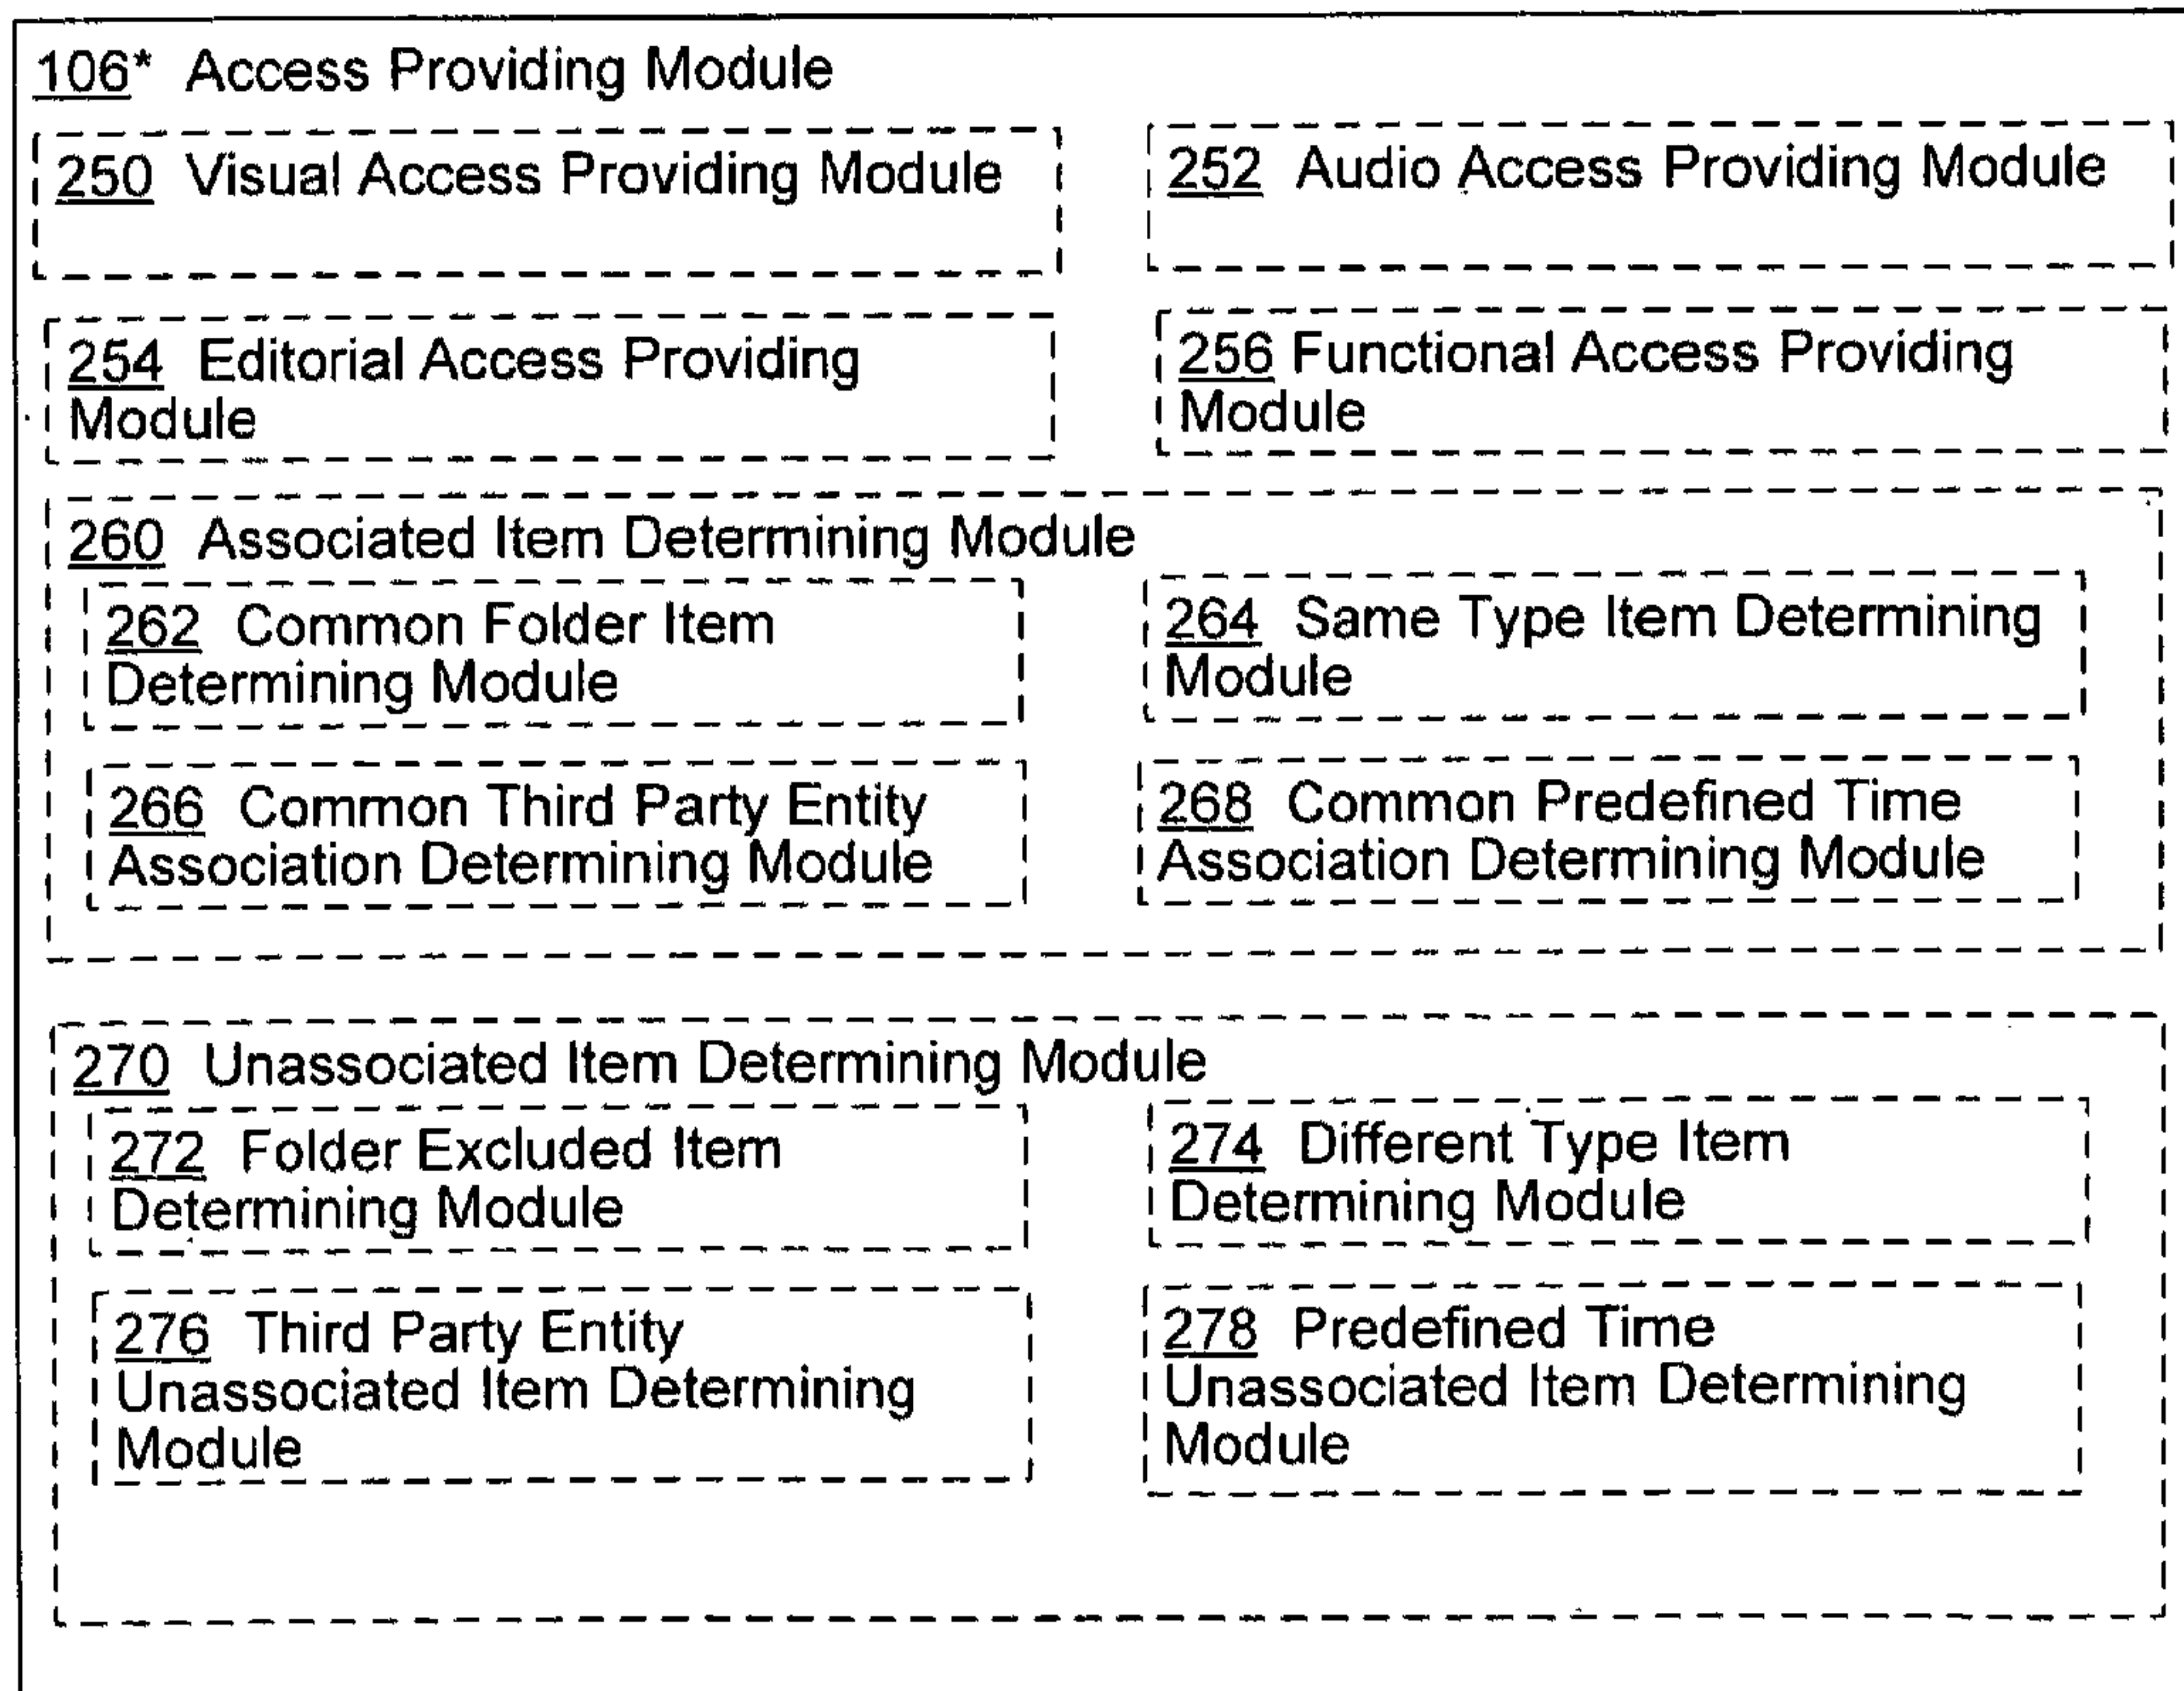 106* Access Providing Module
250 Visual Access Providing Module
252 Audio Access Providing Module
254 Editorial Access Providing
Module
256 Functional Access Providing
Module
260 Associated Item Determining Module
262 Common Folder Item
Determining Module
264 Same Type Item Determining
Module
266 Common Third Party Entity
Association Determining Module
268 Common Predefined Time
Association Determining Module
270 Unassociated Item Determining Module
272 Folder Excluded Item
Determining Module
274 Different Type Item
Determining Module
276 Third Party Entity
Unassociated Item Determining
Module
278 Predefined Time
Unassociated Item Determining
Module